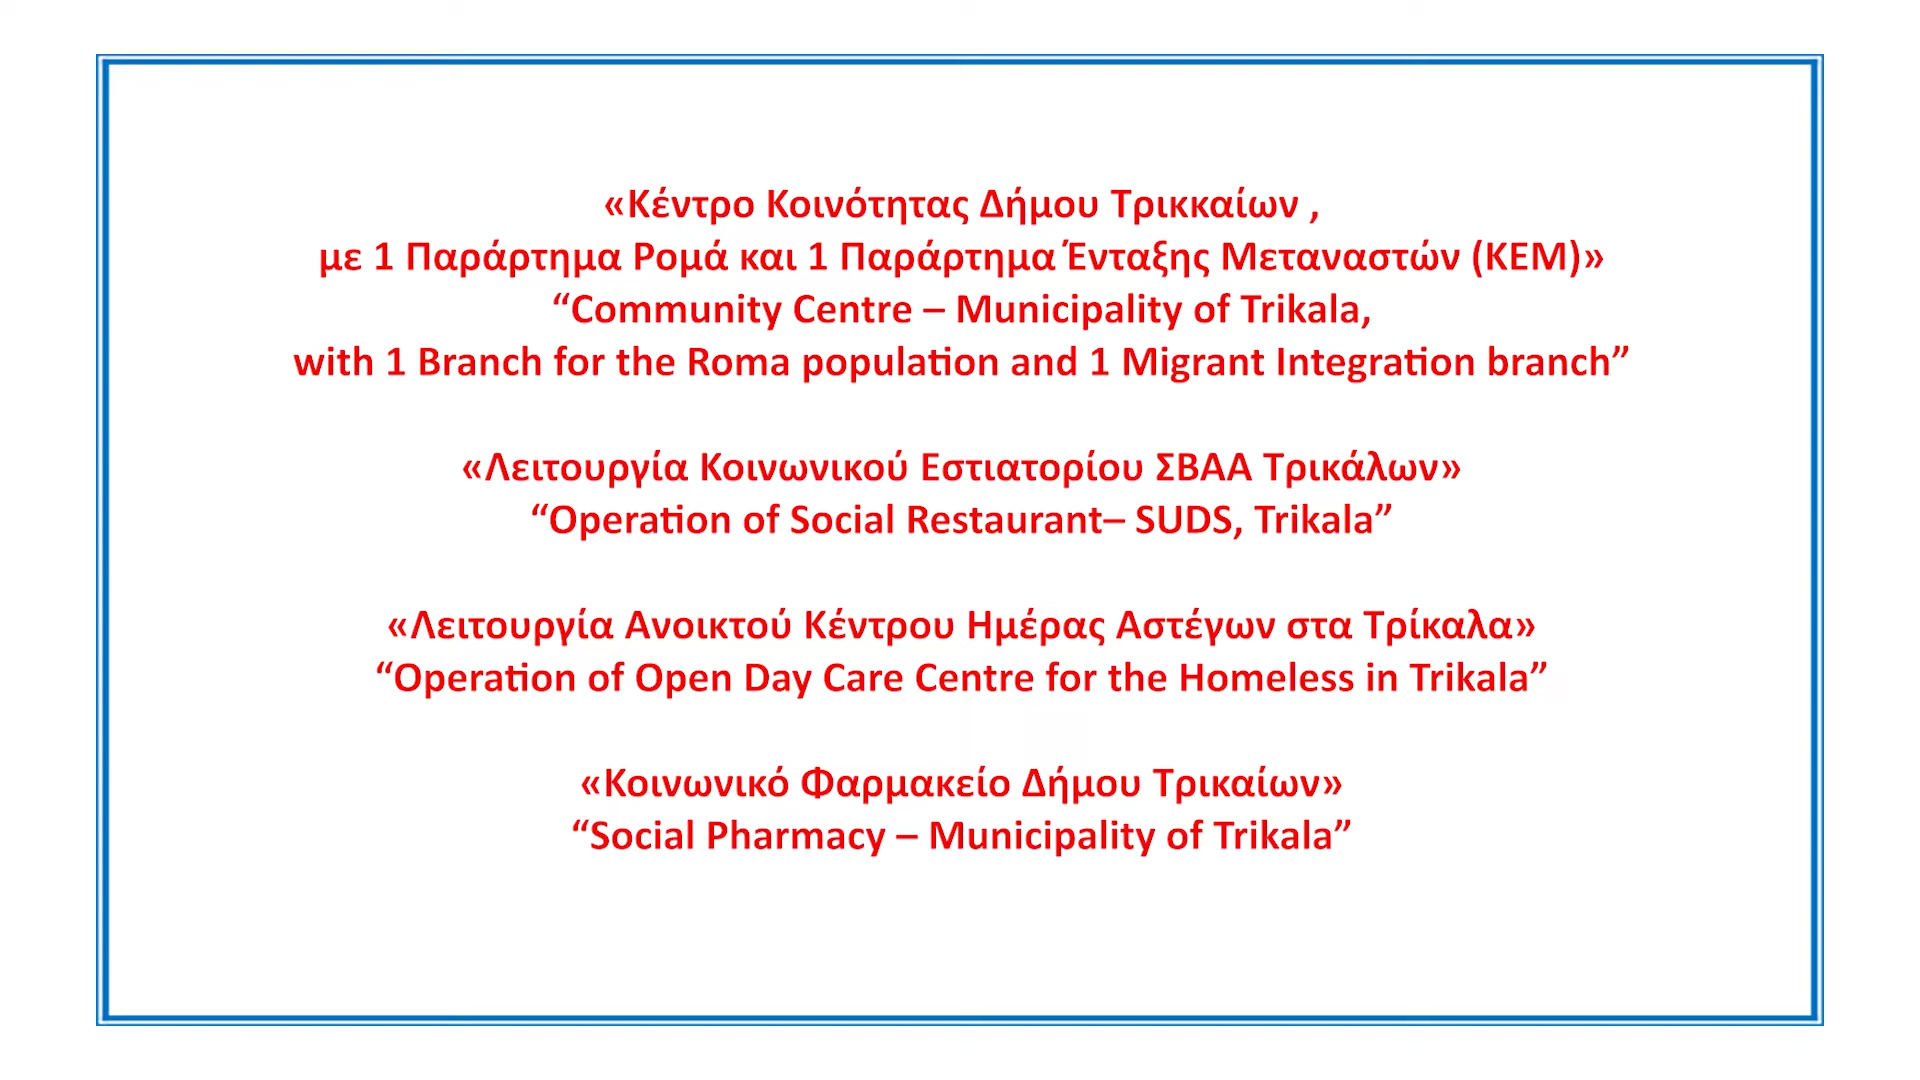 «Κέντρο Κοινότητας Δήμου Τρικκαίων ,
με 1 Παράρτημα Ρομά και 1 Παράρτημα Ένταξης Μεταναστών (ΚΕΜ)»
“Community Centre – Municipality of Trikala,
with 1 Branch for the Roma population and 1 Migrant Integration branch”
«Λειτουργία Κοινωνικού Εστιατορίου ΣΒΑΑ Τρικάλων»
“Operation of Social Restaurant– SUDS, Trikala”
«Λειτουργία Ανοικτού Κέντρου Ημέρας Αστέγων στα Τρίκαλα»
“Operation of Open Day Care Centre for the Homeless in Trikala”
«Κοινωνικό Φαρμακείο Δήμου Τρικαίων»
“Social Pharmacy – Municipality of Trikala”